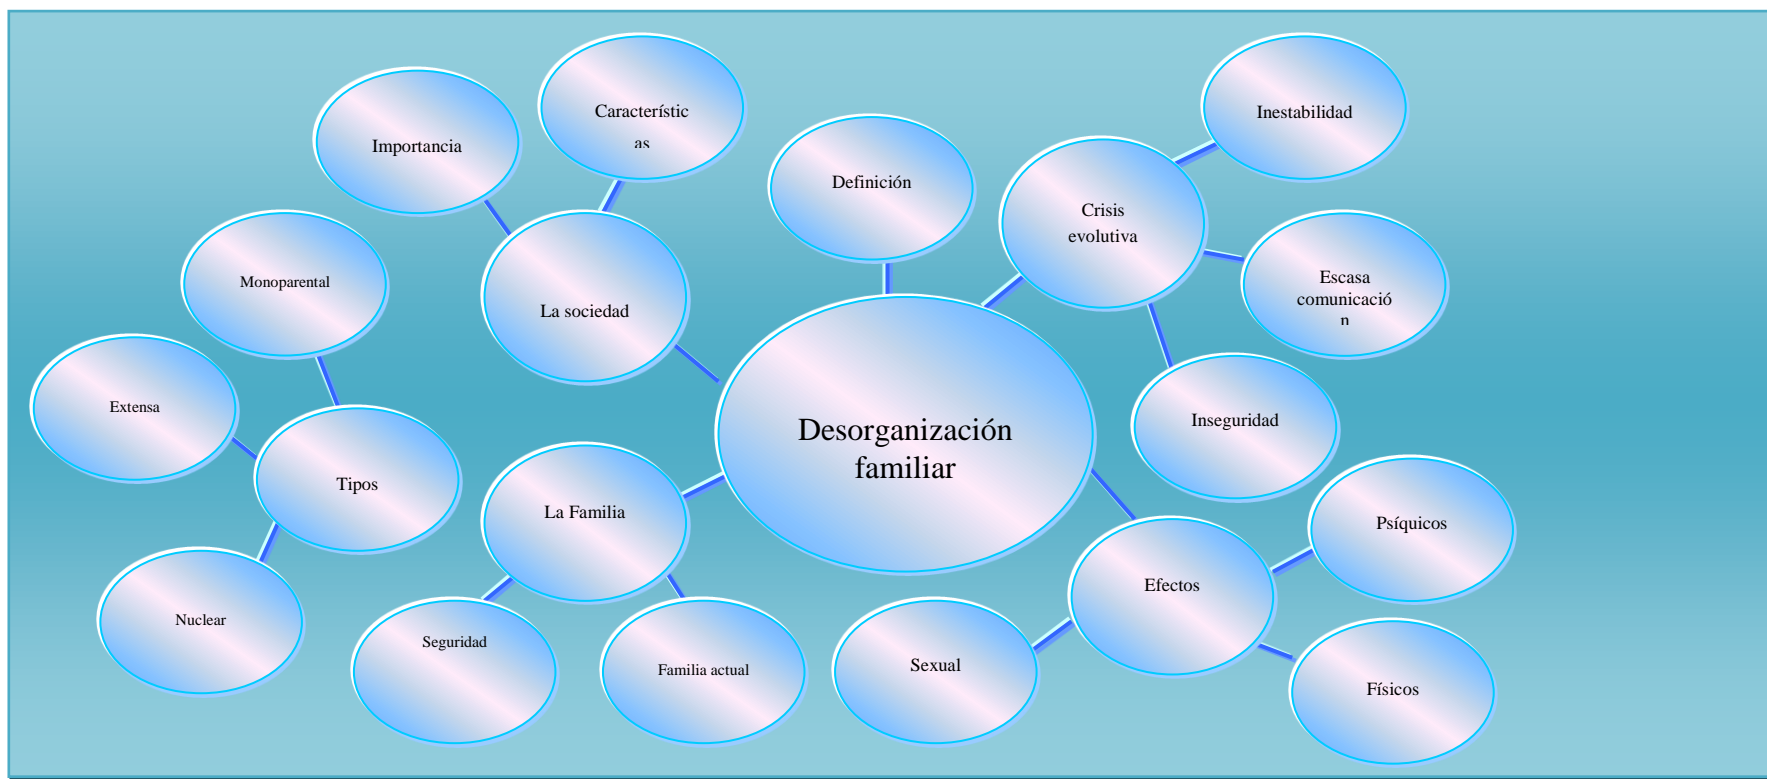 Característic
as
Importancia
Inestabilidad
Definición
Crisis
evolutiva
Monoparental
La sociedad
Escasa
comunicació
n
Extensa
Inseguridad
Desorganización
familiar
Tipos
La Familia
Psíquicos
Efectos
Nuclear
Seguridad
Familia actual
Sexual
Físicos